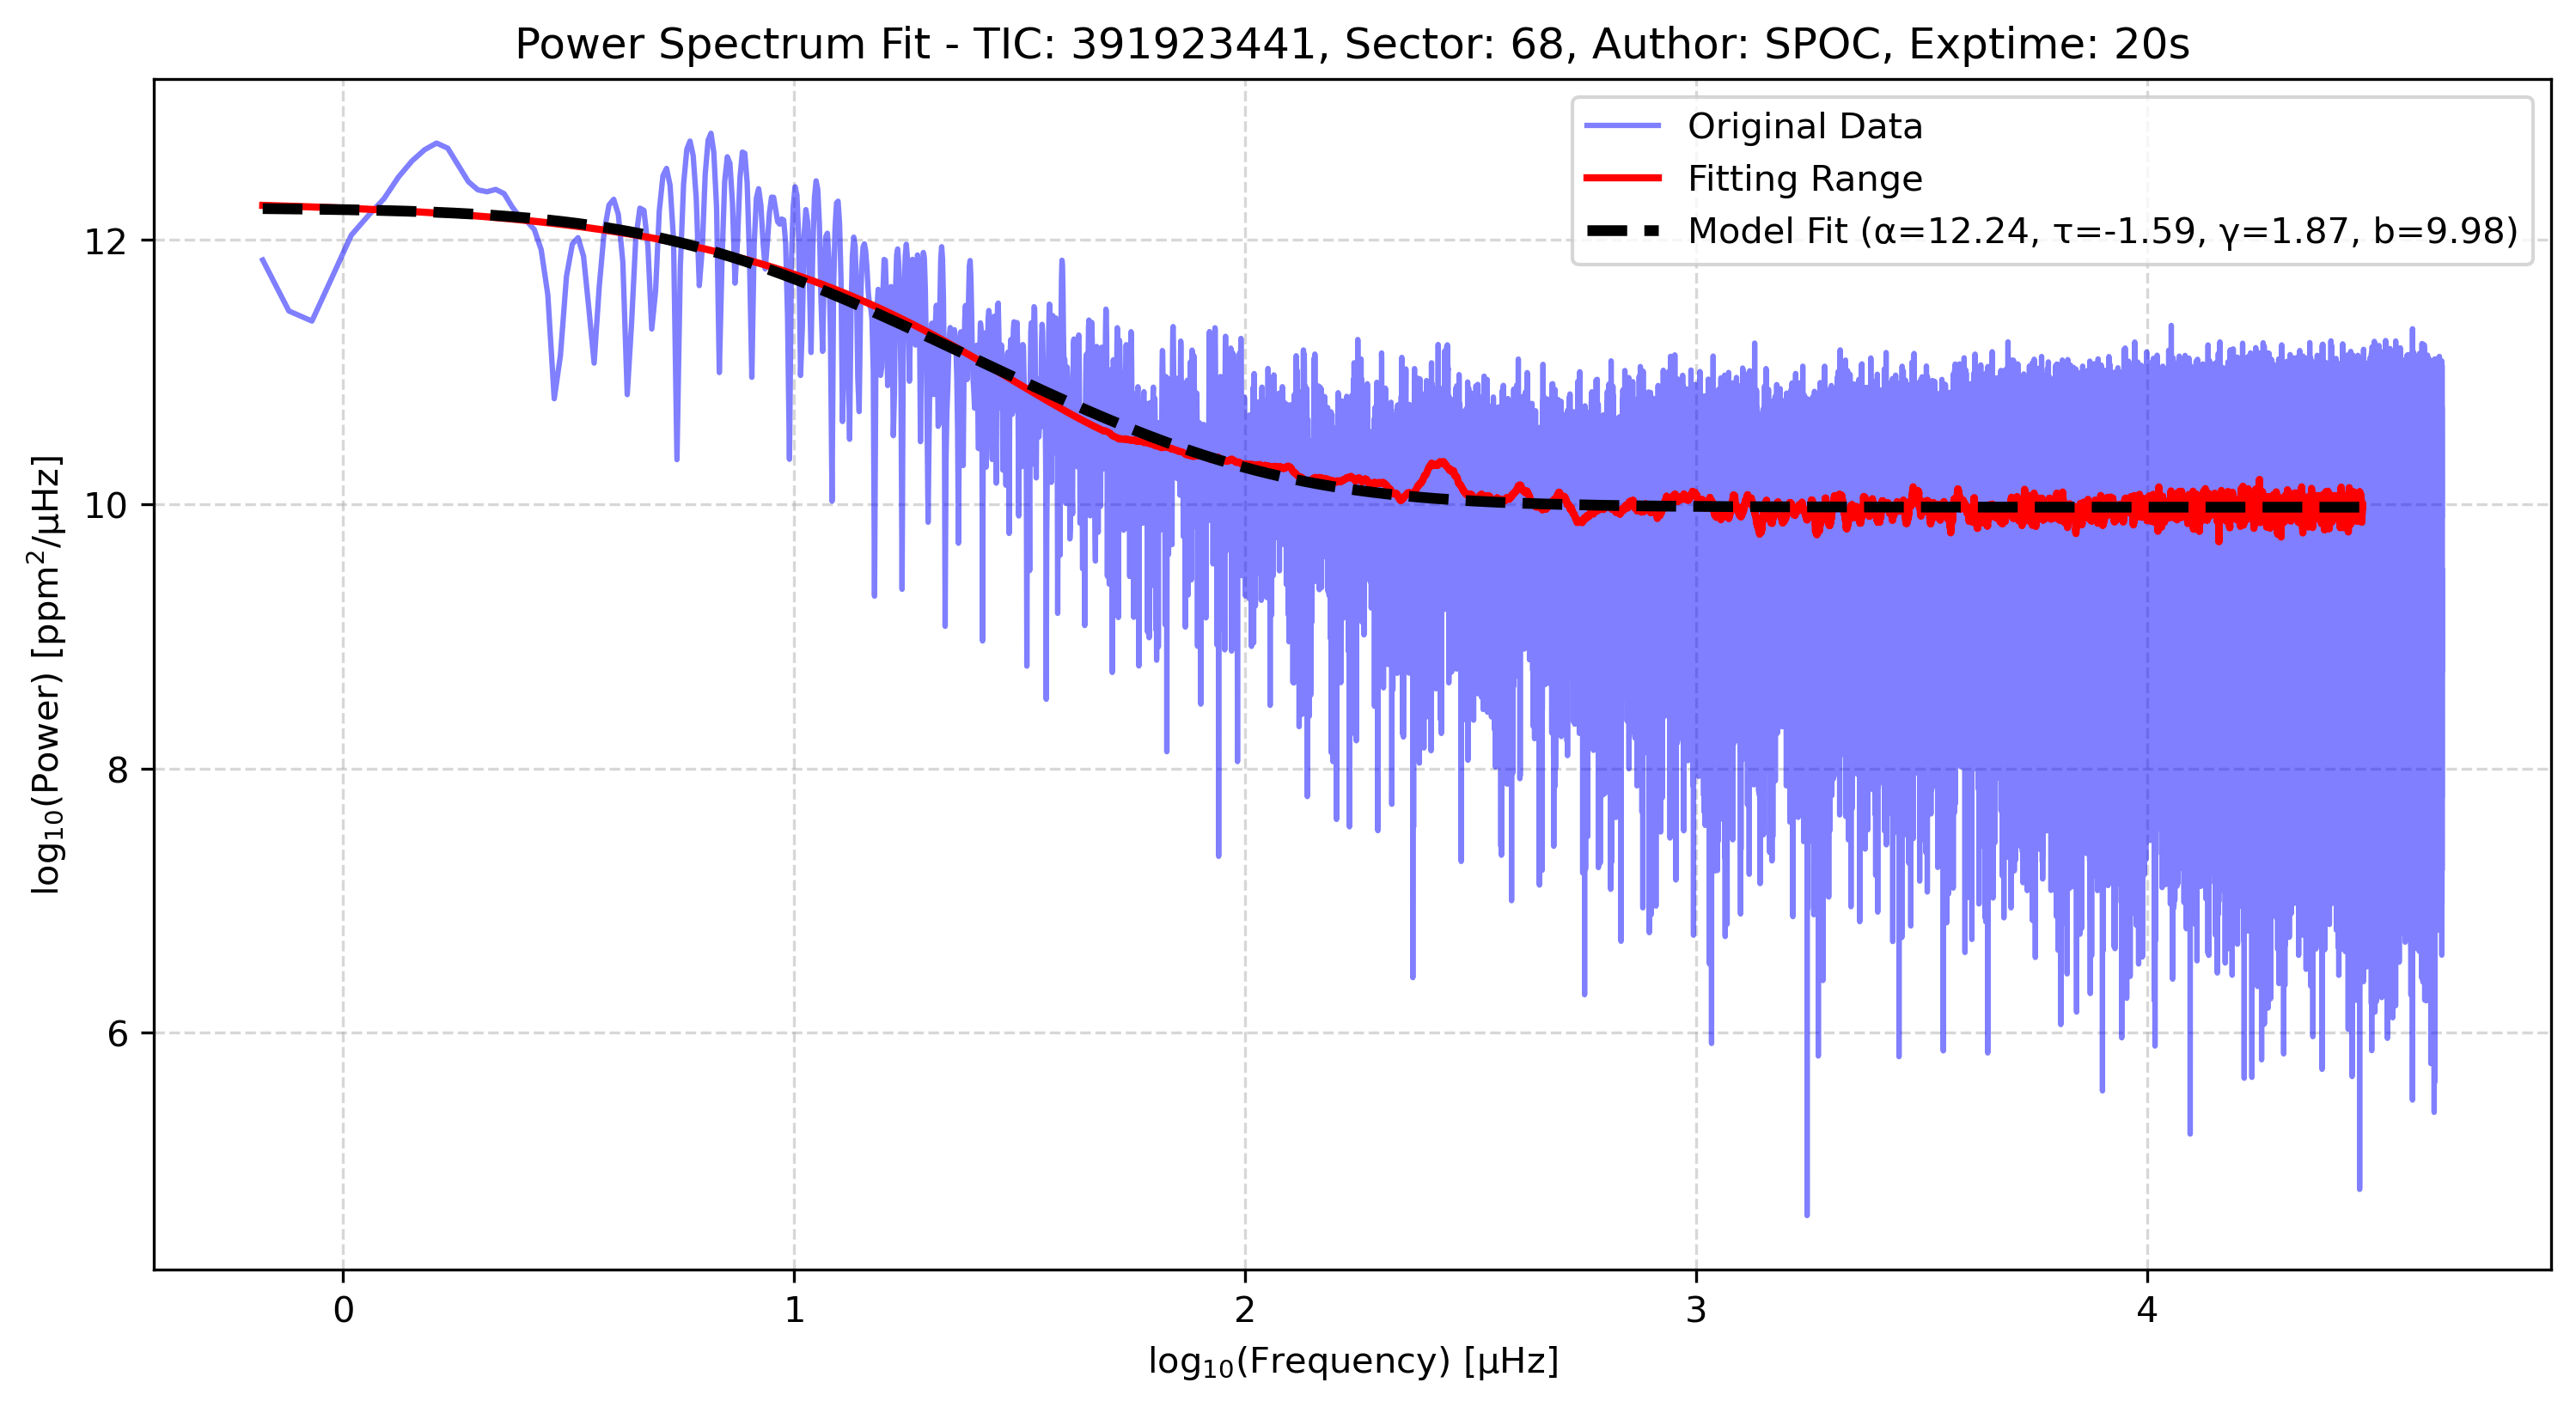 Power Spectrum Fit - TIC: 391923441, Sector: 68, Author: SPOC, Exptime: 20s
Original Data
Fitting Range
Model Fit (α=12.24, τ=-1.59, γ=1.87, b=9.98)
log₁₀(Power) [ppm²/μHz]
12
10
8
6
0 1 2 3 4
log₁₀(Frequency) [μHz]